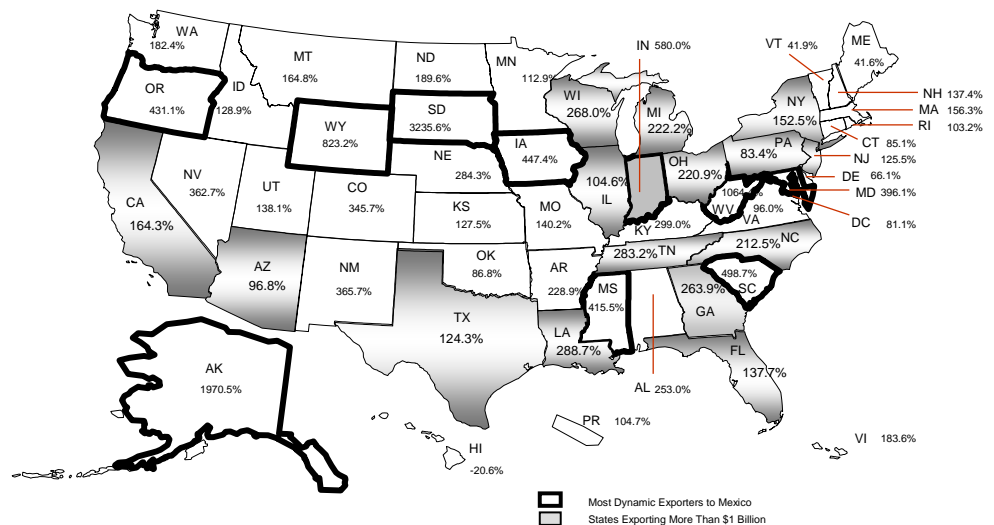 WA
182.4%
MT
164.8%
ND
189.6%
MN
112.9%
IN 580.0%
VT 41.9%
ME
41.6%
OR
431.1%
ID
128.9%
SD
3235.6%
WI
268.0%
MI
222.2%
NY
152.5%
NH 137.4%
MA 156.3%
RI 103.2%
WY
823.2%
IA
447.4%
NE
284.3%
PA
83.4%
CT 85.1%
NJ 125.5%
DE 66.1%
MD 396.1%
DC 81.1%
OH
220.9%
104.6%
IL
NV
362.7%
UT
138.1%
CO
345.7%
CA
164.3%
KS
127.5%
MO
140.2%
WV
96.0%
VA
KY 299.0%
283.2% TN
212.5% NC
AZ
96.8%
NM
365.7%
OK
86.8%
AR
228.9%
MS
415.5%
498.7%
SC
263.9%
GA
TX
124.3%
LA
288.7%
FL
137.7%
AL 253.0%
AK
1970.5%
HI
-20.6%
PR 104.7%
VI 183.6%
Most Dynamic Exporters to Mexico
States Exporting More Than $1 Billion